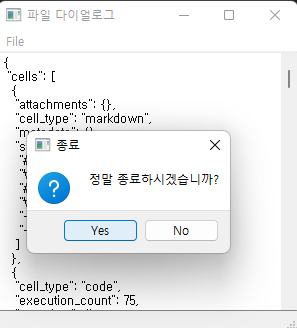 파일 다이얼로그
File
{
"cells": [
{
"attachments": {},
"cell_type": "markdown",
종료
정말 종료하시겠습니까?
Yes
No
]
},
{
"cell_type": "code",
"execution_count": 75,